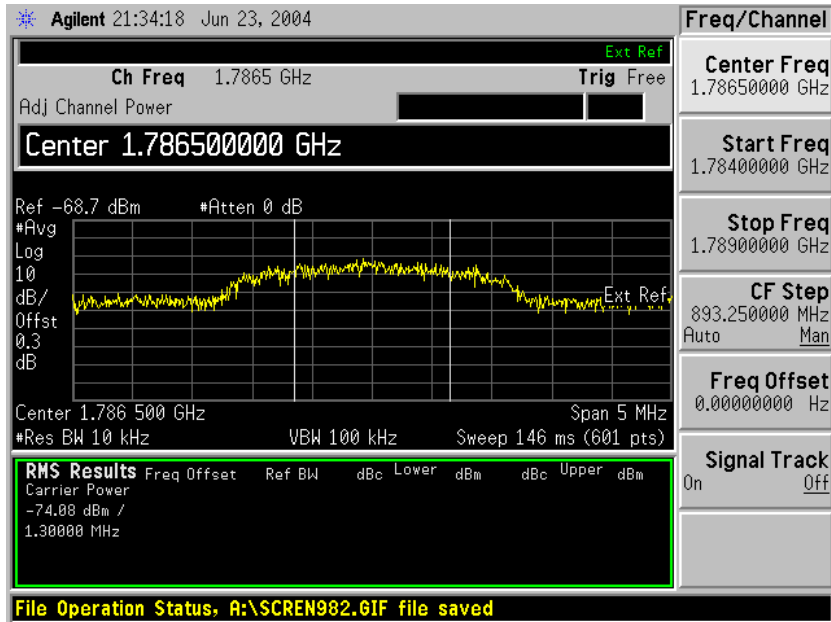 Agilent 21:34:18 Jun 23, 2004
Freq/Channel
Ext Ref
Ch Freq 1.7865 GHz Trig Free
Adj Channel Power
Center 1.786500000 GHz
Ref -68.7 dBm #Atten 0 dB
#Avg
Log
10
dB/
Offst
0.3
dB
Ext Ref
Center 1.786 500 GHz Span 5 MHz
#Res BW 10 kHz VBW 100 kHz Sweep 146 ms (601 pts)
RMS Results Freq Offset Ref BW dBc Lower dBm dBc Upper dBm
Carrier Power
-74.08 dBm /
1.30000 MHz
Center Freq
1.78650000 GHz
Start Freq
1.78400000 GHz
Stop Freq
1.78900000 GHz
CF Step
893.250000 MHz
Auto Man
Freq Offset
0.00000000 Hz
Signal Track
On Off
File Operation Status, A:\SCREN982.GIF file saved